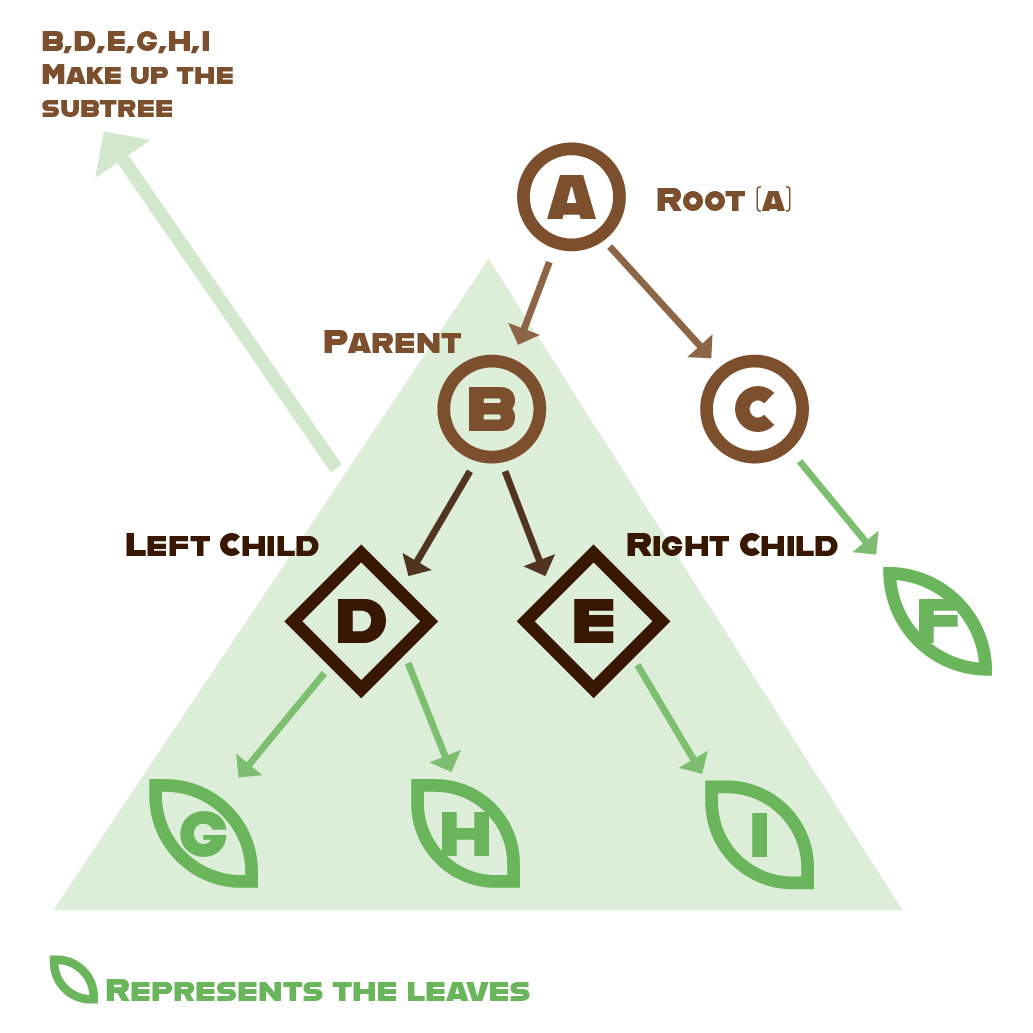 B,D,E,G,H,I
Make up the
subtree
A
Root (a)
Parent
B
C
Left Child
Right Child
D
E
F
G
H
I
Represents the leaves